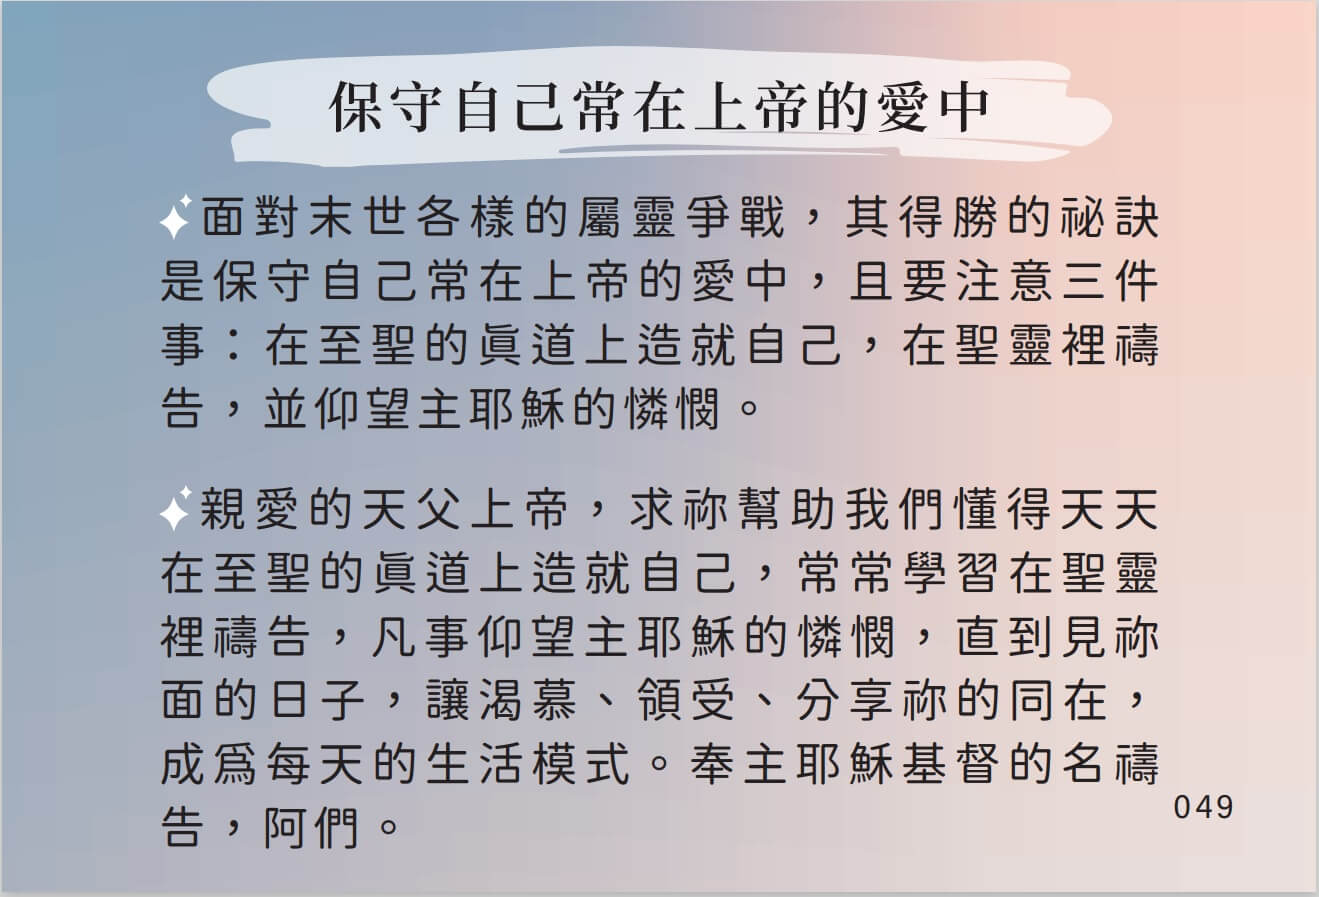 保守自己常在上帝的愛中
面對末世各樣的屬靈爭戰，其得勝的祕訣
是保守自己常在上帝的愛中，且要注意三件
事：在至聖的眞道上造就自己，在聖靈裡禱
告，並仰望主耶穌的憐憫。
親愛的天父上帝，求祢幫助我們懂得天天
在至聖的眞道上造就自己，常常學習在聖靈
裡禱告，凡事仰望主耶穌的憐憫，直到見祢
面的日子，讓渴慕、領受、分享祢的同在，
成爲每天的生活模式。奉主耶穌基督的名禱
告，阿們。
049